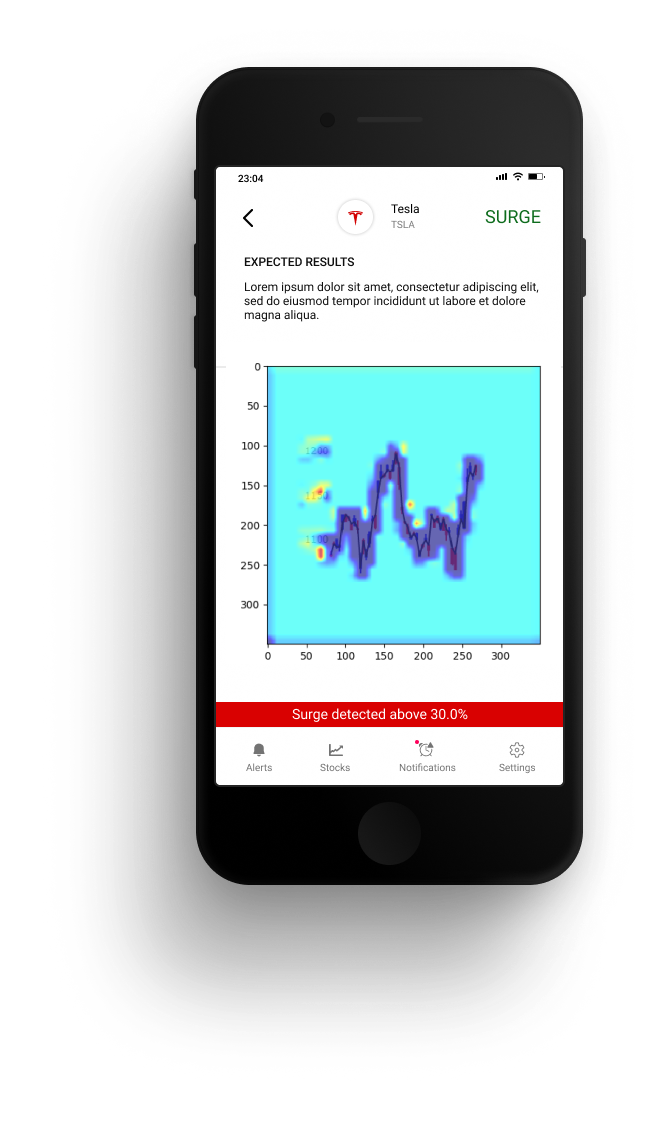 23:04
Tesla
TSLA
SURGE
EXPECTED RESULTS
Lorem ipsum dolor sit amet, consectetur adipiscing elit,
sed do eiusmod tempor incididunt ut labore et dolore
magna aliqua.
0
50
100
150
200
250
300
1200
1100
0 50 100 150 200 250 300
Surge detected above 30.0%
Alerts Stocks Notifications Settings